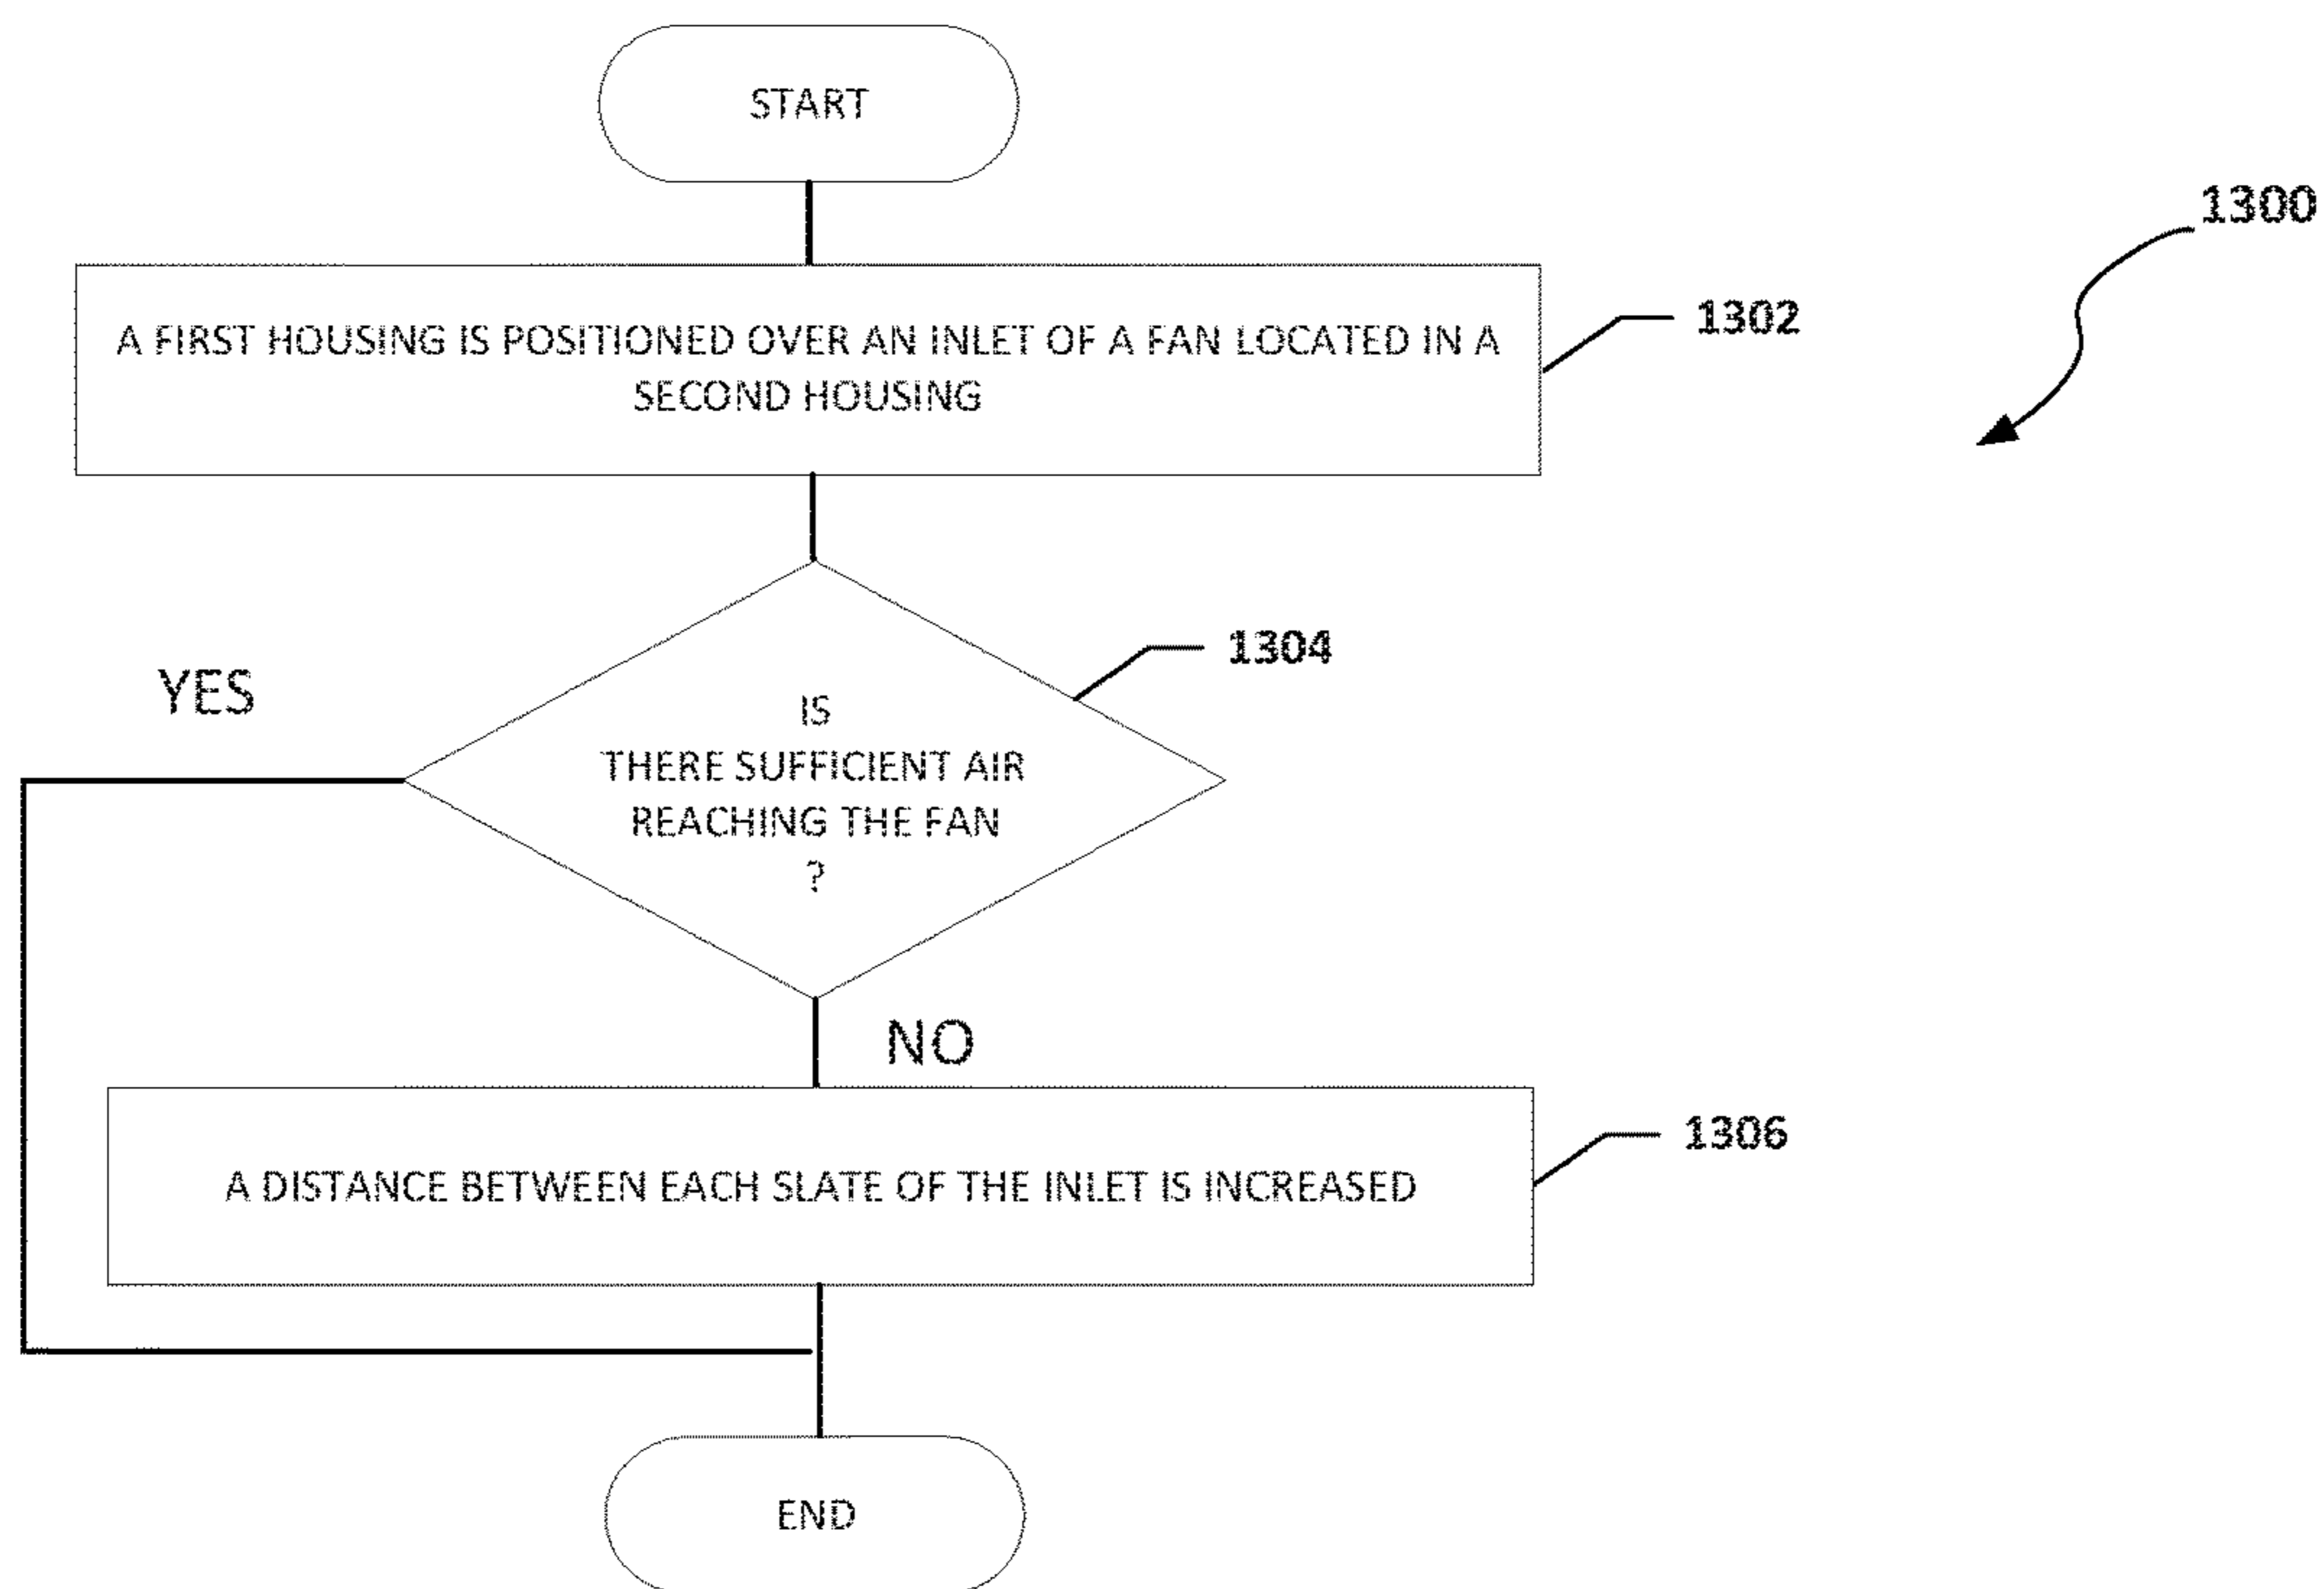 START
1300
A FIRST HOUSING IS POSITIONED OVER AN INLET OF A FAN LOCATED IN A
SECOND HOUSING
1302
1304
YES
IS
THERE SUFFICIENT AIR
REACHING THE FAN
?
NO
A DISTANCE BETWEEN EACH SLATE OF THE INLET IS INCREASED
1306
END